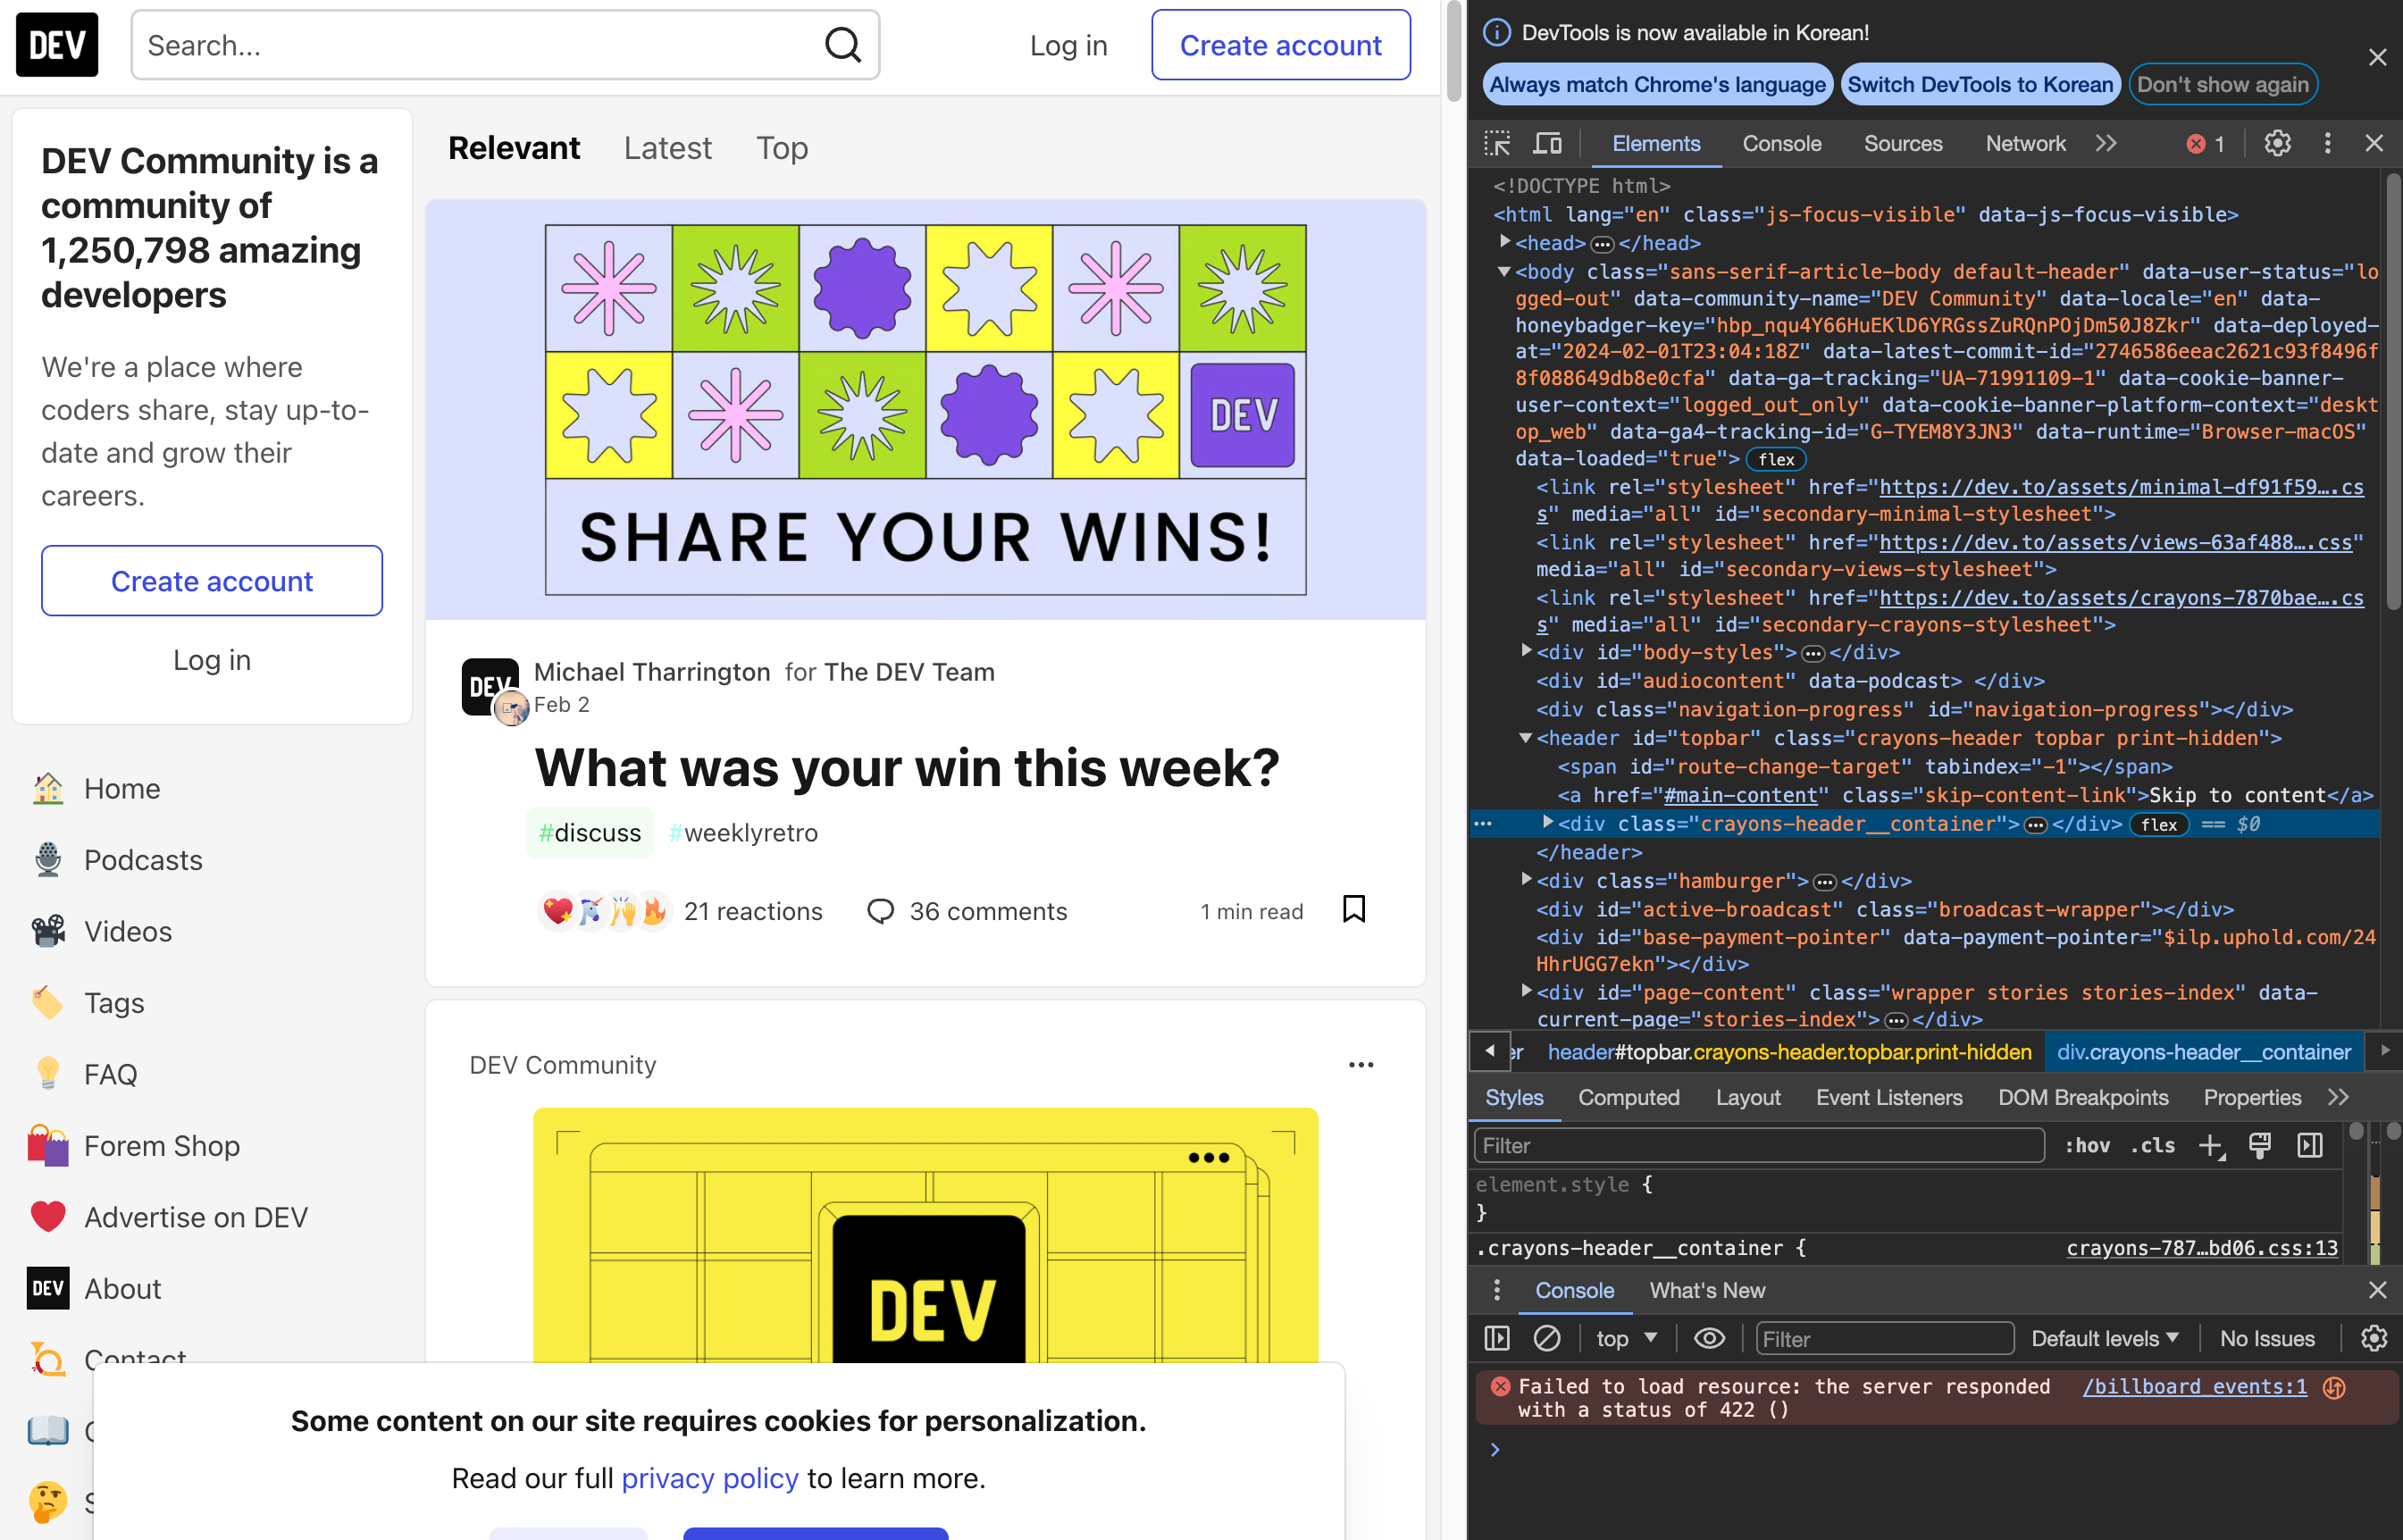 DEV
Search...
Log in
Create account
DEV Community is a
community of
1,250,798 amazing
developers
We're a place where
coders share, stay up-to-
date and grow their
careers.
Create account
Log in
Home
Podcasts
Videos
Tags
FAQ
Forem Shop
Advertise on DEV
DEV About
Contact
Relevant Latest Top
DEV
SHARE YOUR WINS!
DEV
Michael Tharrington for The DEV Team
Feb 2
What was your win this week?
#discuss #weeklyretro
21 reactions 36 comments 1 min read
DEV Community
DEV
Some content on our site requires cookies for personalization.
Read our full privacy policy to learn more.
DevTools is now available in Korean!
Always match Chrome's language Switch DevTools to Korean Don't show again
Elements Console Sources Network 1
<!DOCTYPE html>
<html lang="en" class="js-focus-visible" data-js-focus-visible>
<head>…</head>
<body class="sans-serif-article-body default-header" data-user-status="lo
gged-out" data-community-name="DEV Community" data-locale="en" data-
honeybadger-key="hbp_nqu4Y66HuEKlD6YRGssZuRQnPOjDm50J8Zkr" data-deployed-
at="2024-02-01T23:04:18Z" data-latest-commit-id="2746586eeac2621c93f8496f
8f088649db8e0cfa" data-ga-tracking="UA-71991109-1" data-cookie-banner-
user-context="logged_out_only" data-cookie-banner-platform-context="deskt
op_web" data-ga4-tracking-id="G-TYEM8Y3JN3" data-runtime="Browser-macOS"
data-loaded="true"> flex
<link rel="stylesheet" href="https://dev.to/assets/minimal-df91f59….cs
s" media="all" id="secondary-minimal-stylesheet">
<link rel="stylesheet" href="https://dev.to/assets/views-63af488….css"
media="all" id="secondary-views-stylesheet">
<link rel="stylesheet" href="https://dev.to/assets/crayons-7870bae….cs
s" media="all" id="secondary-crayons-stylesheet">
<div id="body-styles">…</div>
<div id="audiocontent" data-podcast> </div>
<div class="navigation-progress" id="navigation-progress"></div>
<header id="topbar" class="crayons-header topbar print-hidden">
<span id="route-change-target" tabindex="-1"></span>
<a href="#main-content" class="skip-content-link">Skip to content</a>
… <div class="crayons-header__container">…</div> flex == $0
</header>
<div class="hamburger">…</div>
<div id="active-broadcast" class="broadcast-wrapper"></div>
<div id="base-payment-pointer" data-payment-pointer="$ilp.uphold.com/24
HhrUGG7ekn"></div>
<div id="page-content" class="wrapper stories stories-index" data-
current-page="stories-index">…</div>
er header#topbar.crayons-header.topbar.print-hidden div.crayons-header__container
Styles Computed Layout Event Listeners DOM Breakpoints Properties
Filter :hov .cls
element.style {
}
.crayons-header__container { crayons-787…bd06.css:13
Console What's New
top Filter Default levels No Issues
Failed to load resource: the server responded /billboard_events:1
with a status of 422 ()